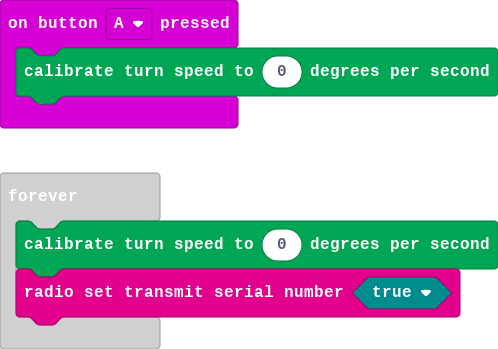 on button A pressed
calibrate turn speed to 0 degrees per second
forever
calibrate turn speed to 0 degrees per second
radio set transmit serial number true